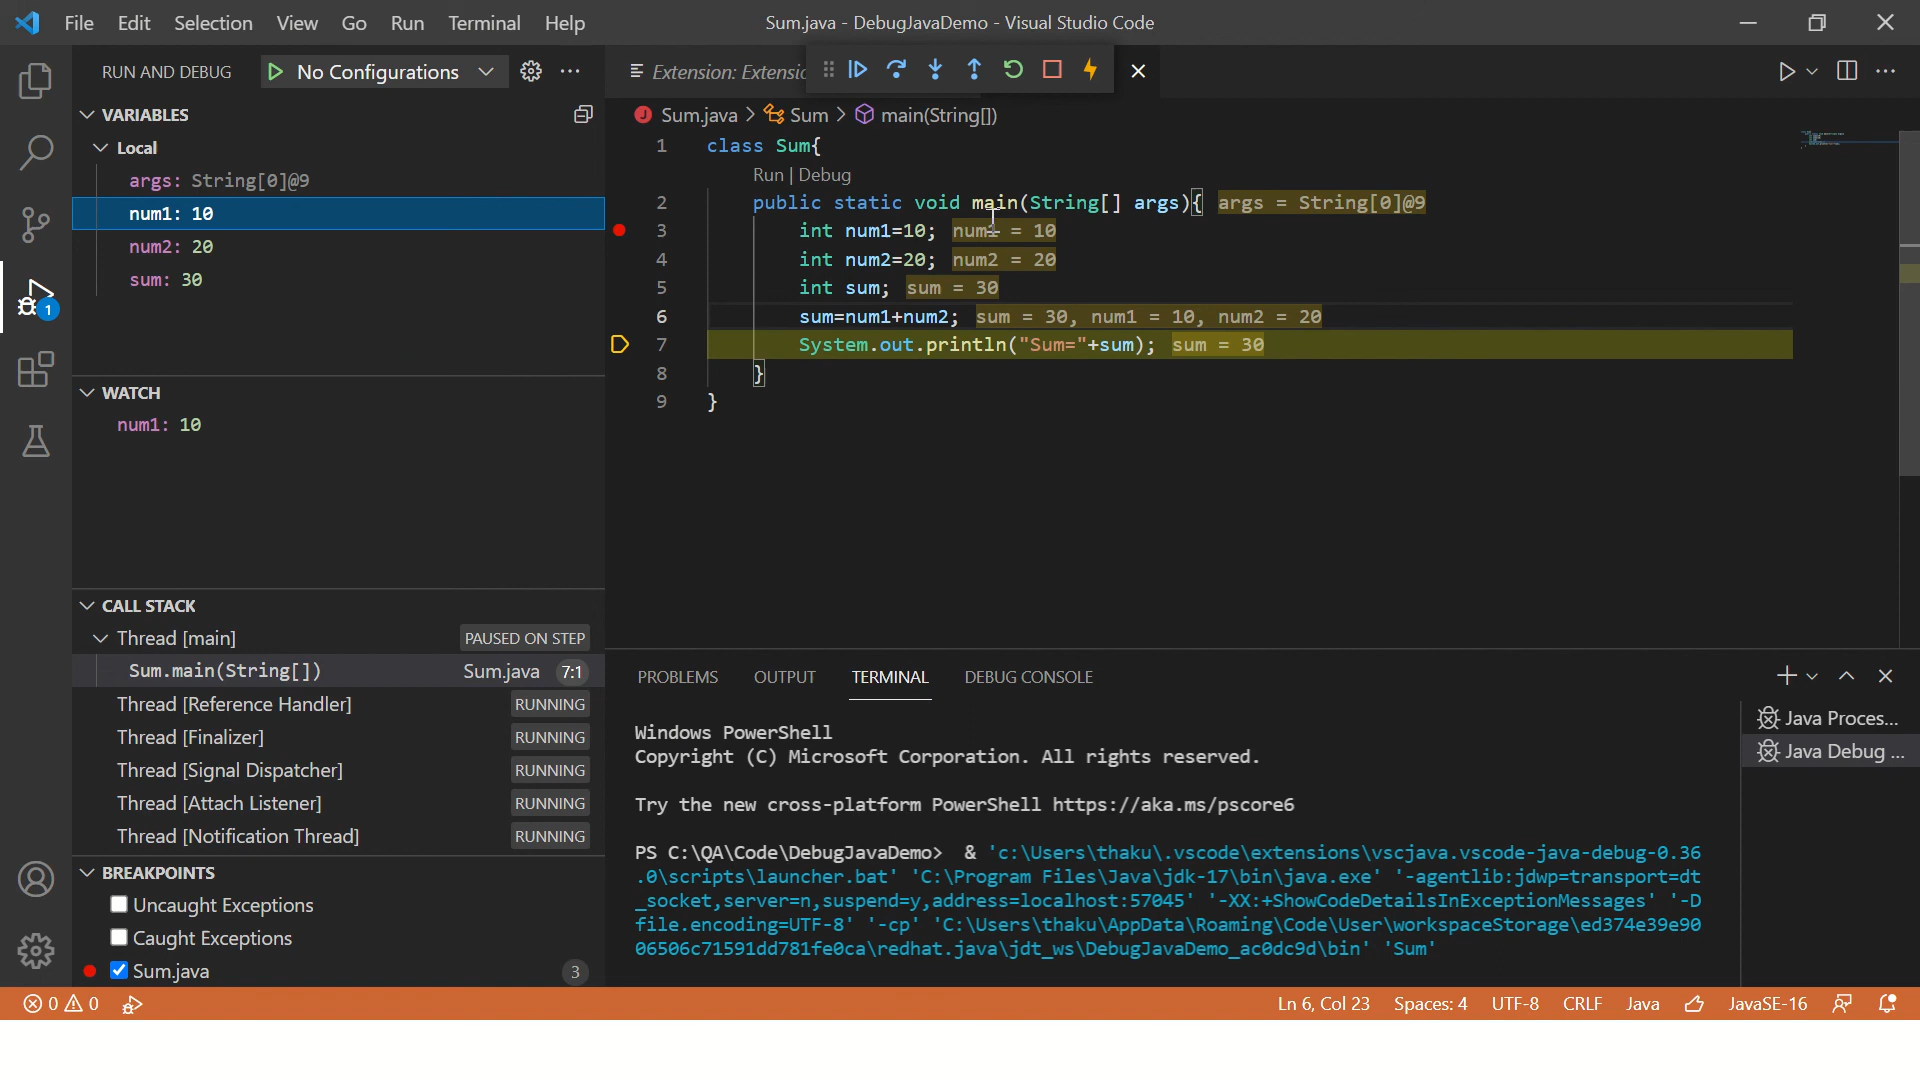 File Edit Selection View Go Run Terminal Help
Sum.java - DebugJavaDemo - Visual Studio Code
RUN AND DEBUG
No Configurations
VARIABLES
Local
args: String[0]@9
num1: 10
num2: 20
sum: 30
WATCH
num1: 10
CALL STACK
Thread [main] PAUSED ON STEP
Sum.main(String[]) Sum.java 7:1
Thread [Reference Handler] RUNNING
Thread [Finalizer] RUNNING
Thread [Signal Dispatcher] RUNNING
Thread [Attach Listener] RUNNING
Thread [Notification Thread] RUNNING
BREAKPOINTS
Uncaught Exceptions
Caught Exceptions
Sum.java 3
1
Extension: Extensio
J Sum.java > Sum > main(String[])
1 class Sum{
Run | Debug
2 public static void main(String[] args){ args = String[0]@9
3 int num1=10; num1 = 10
4 int num2=20; num2 = 20
5 int sum; sum = 30
6 sum=num1+num2; sum = 30, num1 = 10, num2 = 20
7 System.out.println("Sum="+sum); sum = 30
8 }
9 }
PROBLEMS OUTPUT TERMINAL DEBUG CONSOLE
Windows PowerShell
Copyright (C) Microsoft Corporation. All rights reserved.
Try the new cross-platform PowerShell https://aka.ms/pscore6
PS C:\QA\Code\DebugJavaDemo> & 'c:\Users\thaku\.vscode\extensions\vscjava.vscode-java-debug-0.36
.0\scripts\launcher.bat' 'C:\Program Files\Java\jdk-17\bin\java.exe' '-agentlib:jdwp=transport=dt
_socket,server=n,suspend=y,address=localhost:57045' '-XX:+ShowCodeDetailsInExceptionMessages' '-D
file.encoding=UTF-8' '-cp' 'C:\Users\thaku\AppData\Roaming\Code\User\workspaceStorage\ed374e39e90
06506c71591dd781fe0ca\redhat.java\jdt_ws\DebugJavaDemo_ac0dc9d\bin' 'Sum'
Java Proces...
Java Debug ...
0 0
Ln 6, Col 23 Spaces: 4 UTF-8 CRLF Java JavaSE-16